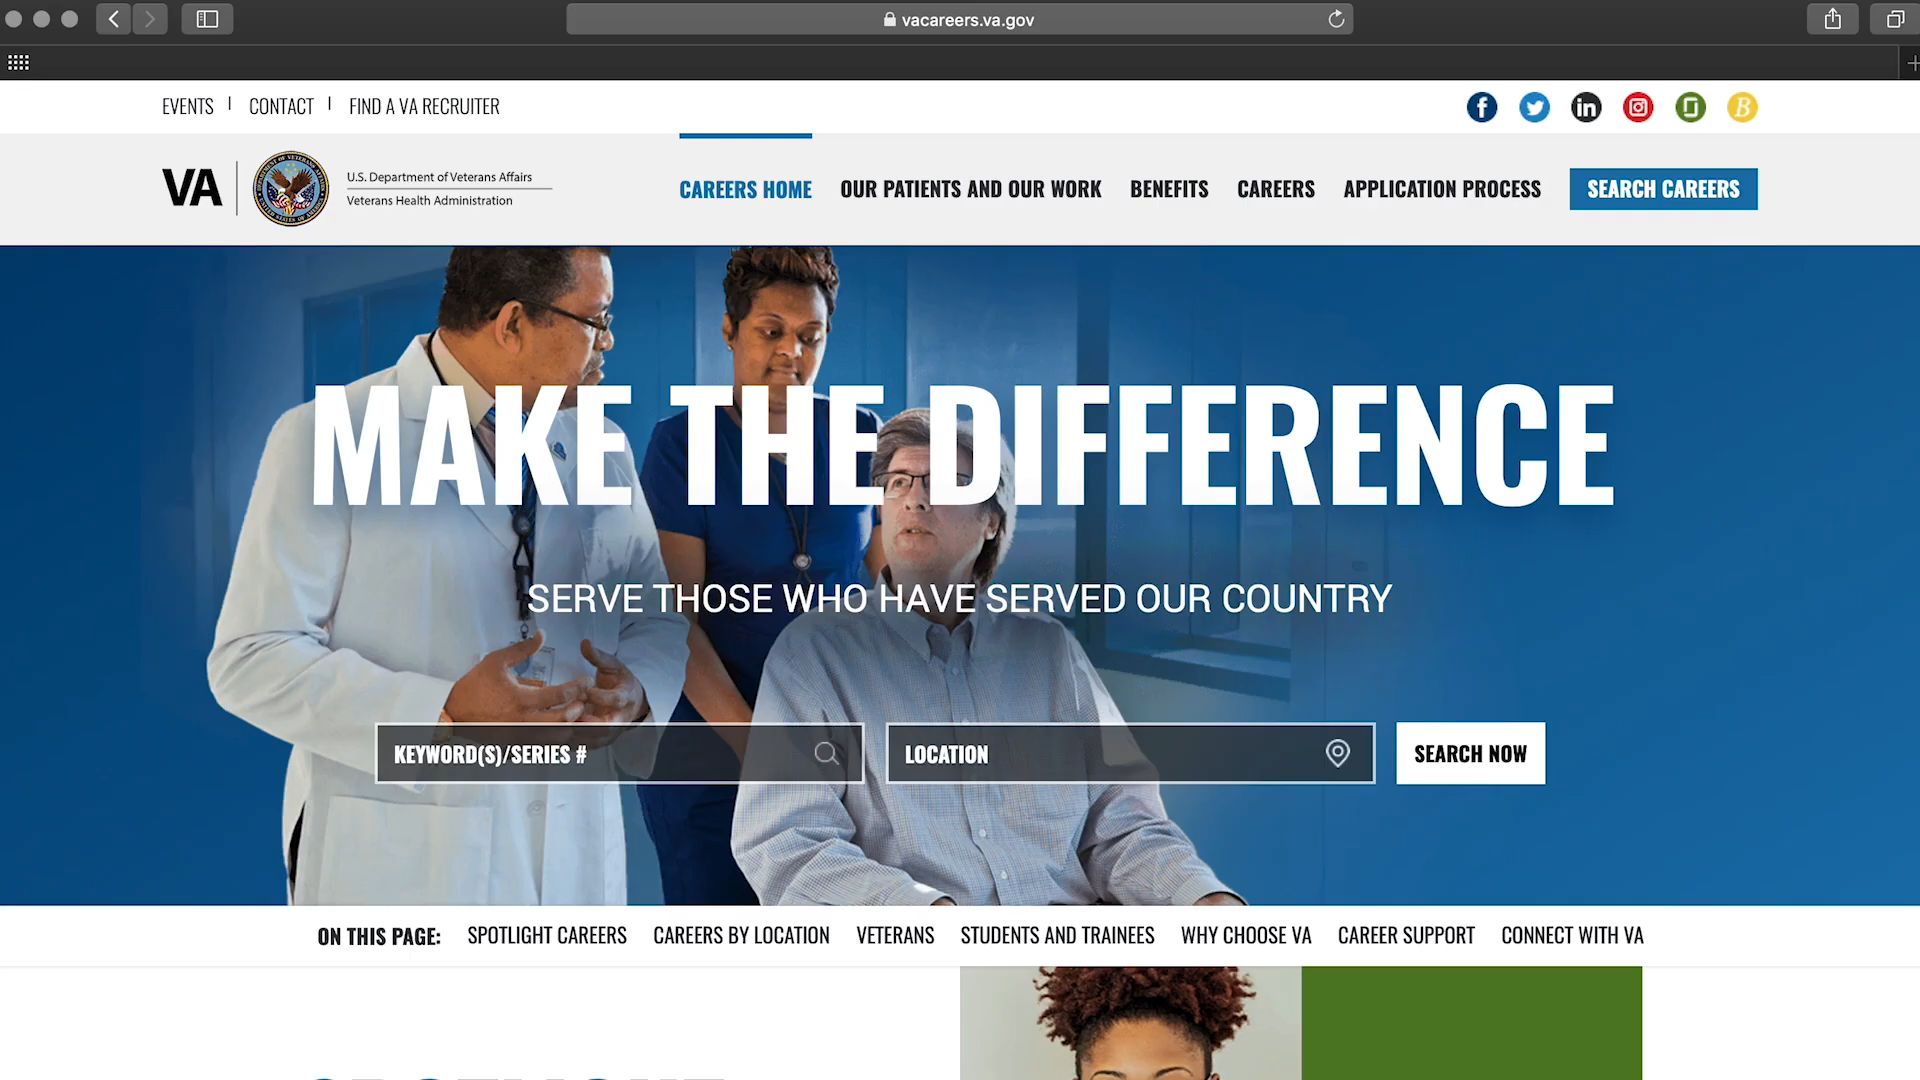 vacareers.va.gov
EVENTS | CONTACT | FIND A VA RECRUITER
VA
U.S. Department of Veterans Affairs
Veterans Health Administration
CAREERS HOME OUR PATIENTS AND OUR WORK BENEFITS CAREERS APPLICATION PROCESS SEARCH CAREERS
MAKE THE DIFFERENCE
SERVE THOSE WHO HAVE SERVED OUR COUNTRY
KEYWORD(S)/SERIES # LOCATION SEARCH NOW
ON THIS PAGE: SPOTLIGHT CAREERS CAREERS BY LOCATION VETERANS STUDENTS AND TRAINEES WHY CHOOSE VA CAREER SUPPORT CONNECT WITH VA